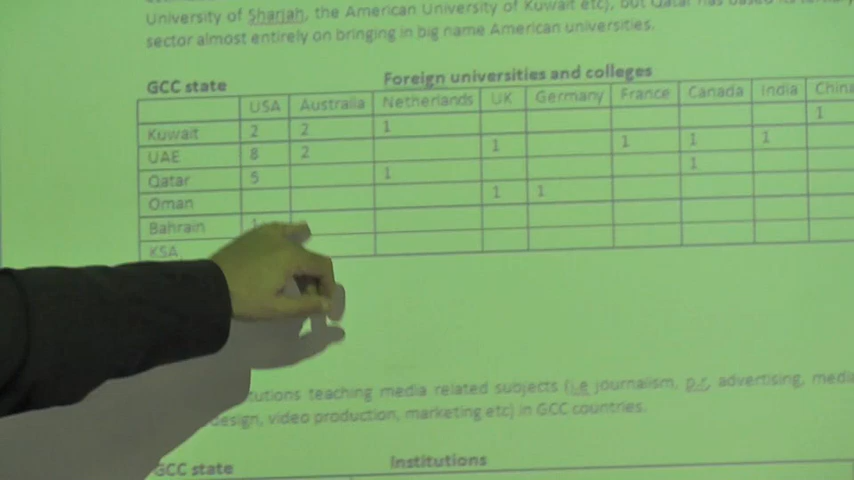 University of Sharjah, the American University of Kuwait etc), but Qatar has based its
sector almost entirely on bringing in big name American universities.
GCC state Foreign universities and colleges
USA Australia Netherlands UK Germany France Canada India China
Kuwait 2 2 1 1
UAE 8 2 1 1 1 1
Qatar 5 1 1
Oman 1 1
Bahrain 1
KSA
teaching media related subjects (i.e journalism, p.r, advertising,
design, video production, marketing etc) in GCC countries.
GCC state Institutions